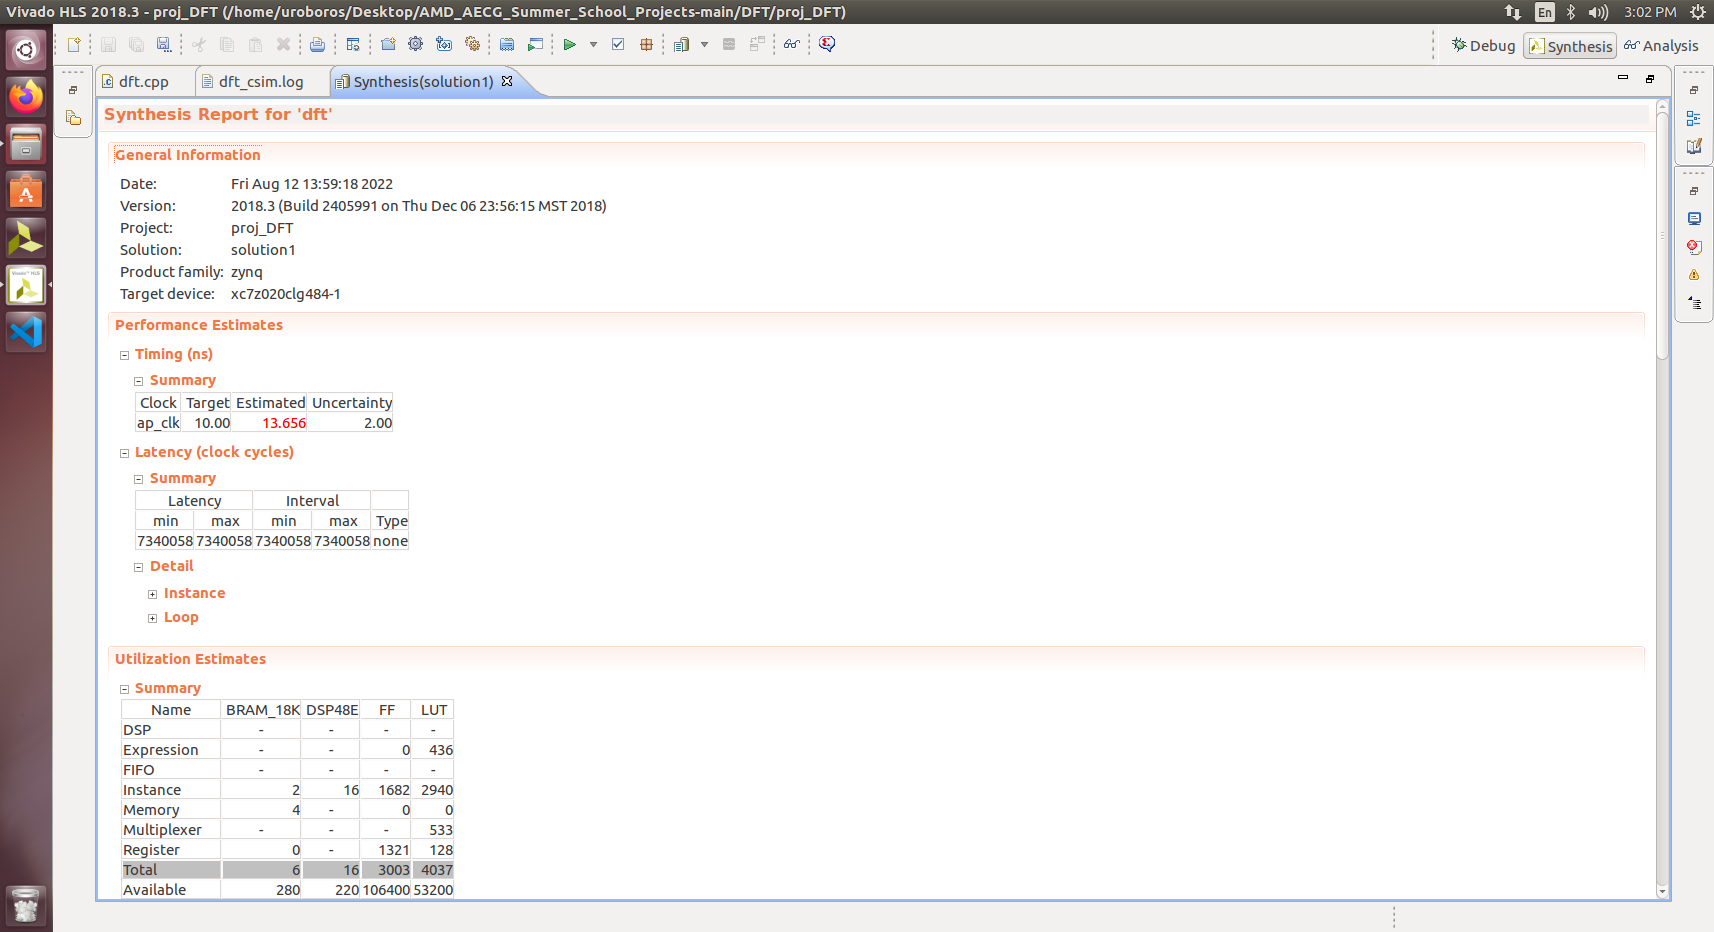 Vivado HLS 2018.3 - proj_DFT (/home/uroboros/Desktop/AMD_AECG_Summer_School_Projects-main/DFT/proj_DFT)
En
3:02 PM
Debug
Synthesis
Analysis
dft.cpp
dft_csim.log
Synthesis(solution1)
Synthesis Report for 'dft'
General Information
Date: Fri Aug 12 13:59:18 2022
Version: 2018.3 (Build 2405991 on Thu Dec 06 23:56:15 MST 2018)
Project: proj_DFT
Solution: solution1
Product family: zynq
Target device: xc7z020clg484-1
Performance Estimates
Timing (ns)
Summary
Clock Target Estimated Uncertainty
ap_clk 10.00 13.656 2.00
Latency (clock cycles)
Summary
Latency Interval
min max min max Type
7340058 7340058 7340058 7340058 none
Detail
Instance
Loop
Utilization Estimates
Summary
Name BRAM_18K DSP48E FF LUT
DSP - - - -
Expression - - 0 436
FIFO - - - -
Instance 2 16 1682 2940
Memory 4 - 0 0
Multiplexer - - - 533
Register 0 - 1321 128
Total 6 16 3003 4037
Available 280 220 106400 53200